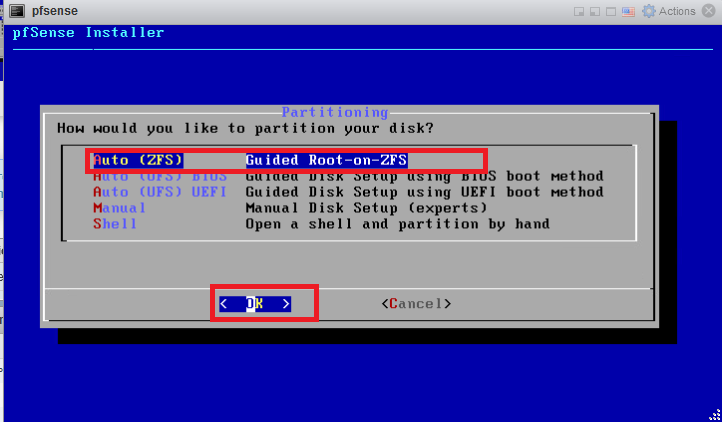 pfsense
Actions
pfSense Installer
Partitioning
How would you like to partition your disk?
Auto (ZFS) Guided Root-on-ZFS
Auto (UFS) BIOS Guided Disk Setup using BIOS boot method
Auto (UFS) UEFI Guided Disk Setup using UEFI boot method
Manual Manual Disk Setup (experts)
Shell Open a shell and partition by hand
< OK > <Cancel>